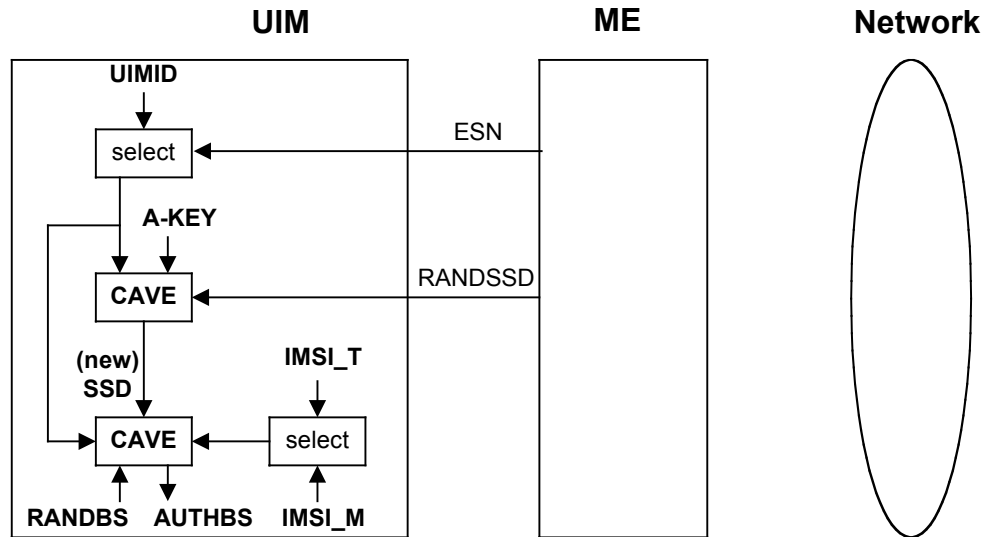 UIM
ME
Network
UIMID
ESN
select
A-KEY
RANDSSD
CAVE
(new)
SSD
IMSI_T
CAVE
select
RANDBS
AUTHBS
IMSI_M